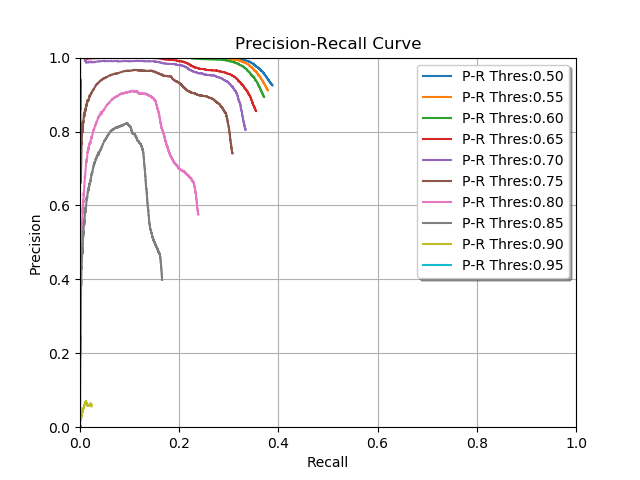 Precision-Recall Curve
1.0
0.8
0.6
0.4
0.2
0.0
Precision
P-R Thres:0.50
P-R Thres:0.55
P-R Thres:0.60
P-R Thres:0.65
P-R Thres:0.70
P-R Thres:0.75
P-R Thres:0.80
P-R Thres:0.85
P-R Thres:0.90
P-R Thres:0.95
0.0 0.2 0.4 0.6 0.8 1.0
Recall